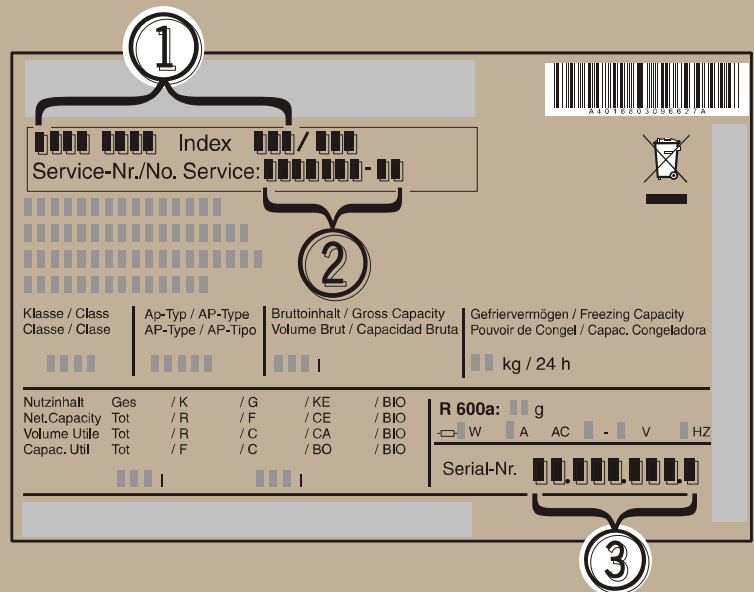 1
A4016803096627A
Index /
Service-Nr./No. Service: -
2
Klasse / Class
Classe / Clase
Ap-Typ / AP-Type
AP-Type / AP-Tipo
Bruttoinhalt / Gross Capacity
Volume Brut / Capacidad Bruta
l
Gefriervermögen / Freezing Capacity
Pouvoir de Congel / Capac. Congeladora
kg / 24 h
Nutzinhalt Ges / K / G / KE / BIO
Net.Capacity Tot / R / F / CE / BIO
Volume Utile Tot / R / C / CA / BIO
Capac. Util Tot / F / C / BO / BIO
l l
R 600a: g
W A AC - V HZ
Serial-Nr. . . .
3